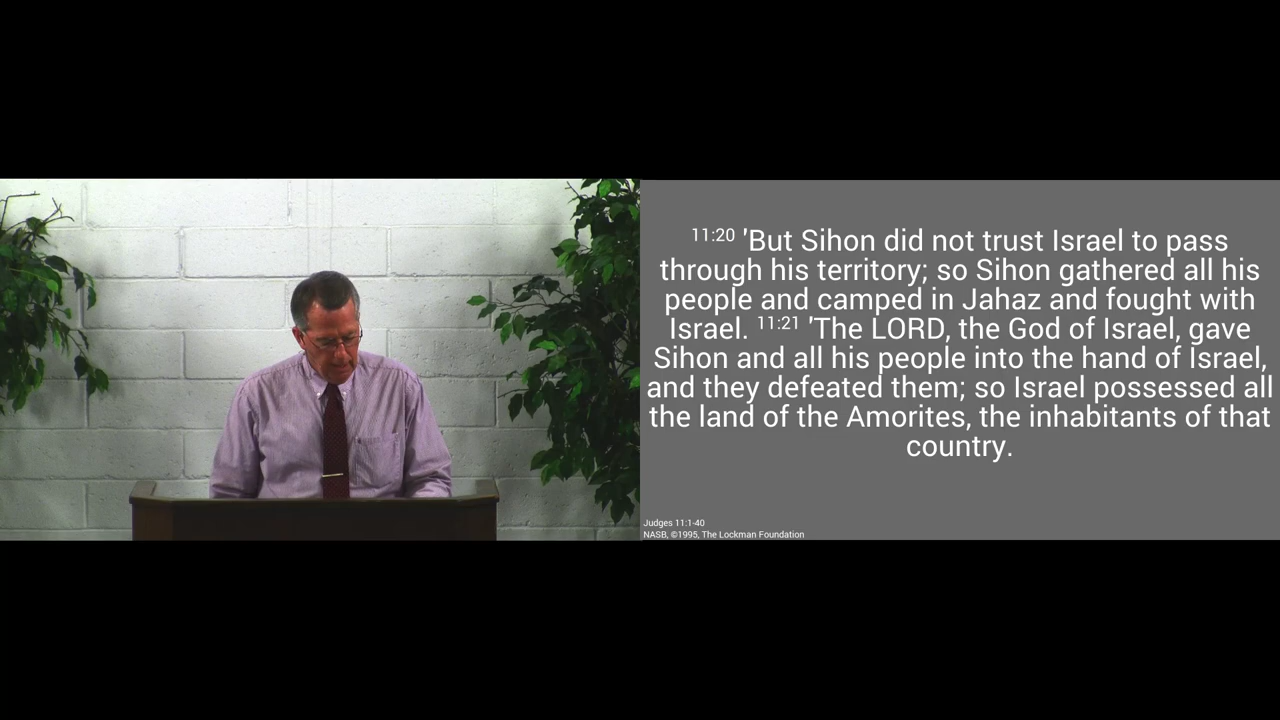 11:20 'But Sihon did not trust Israel to pass
through his territory; so Sihon gathered all his
people and camped in Jahaz and fought with
Israel. 11:21 'The LORD, the God of Israel, gave
Sihon and all his people into the hand of Israel,
and they defeated them; so Israel possessed all
the land of the Amorites, the inhabitants of that
country.
Judges 11:1-40
NASB, ©1995, The Lockman Foundation